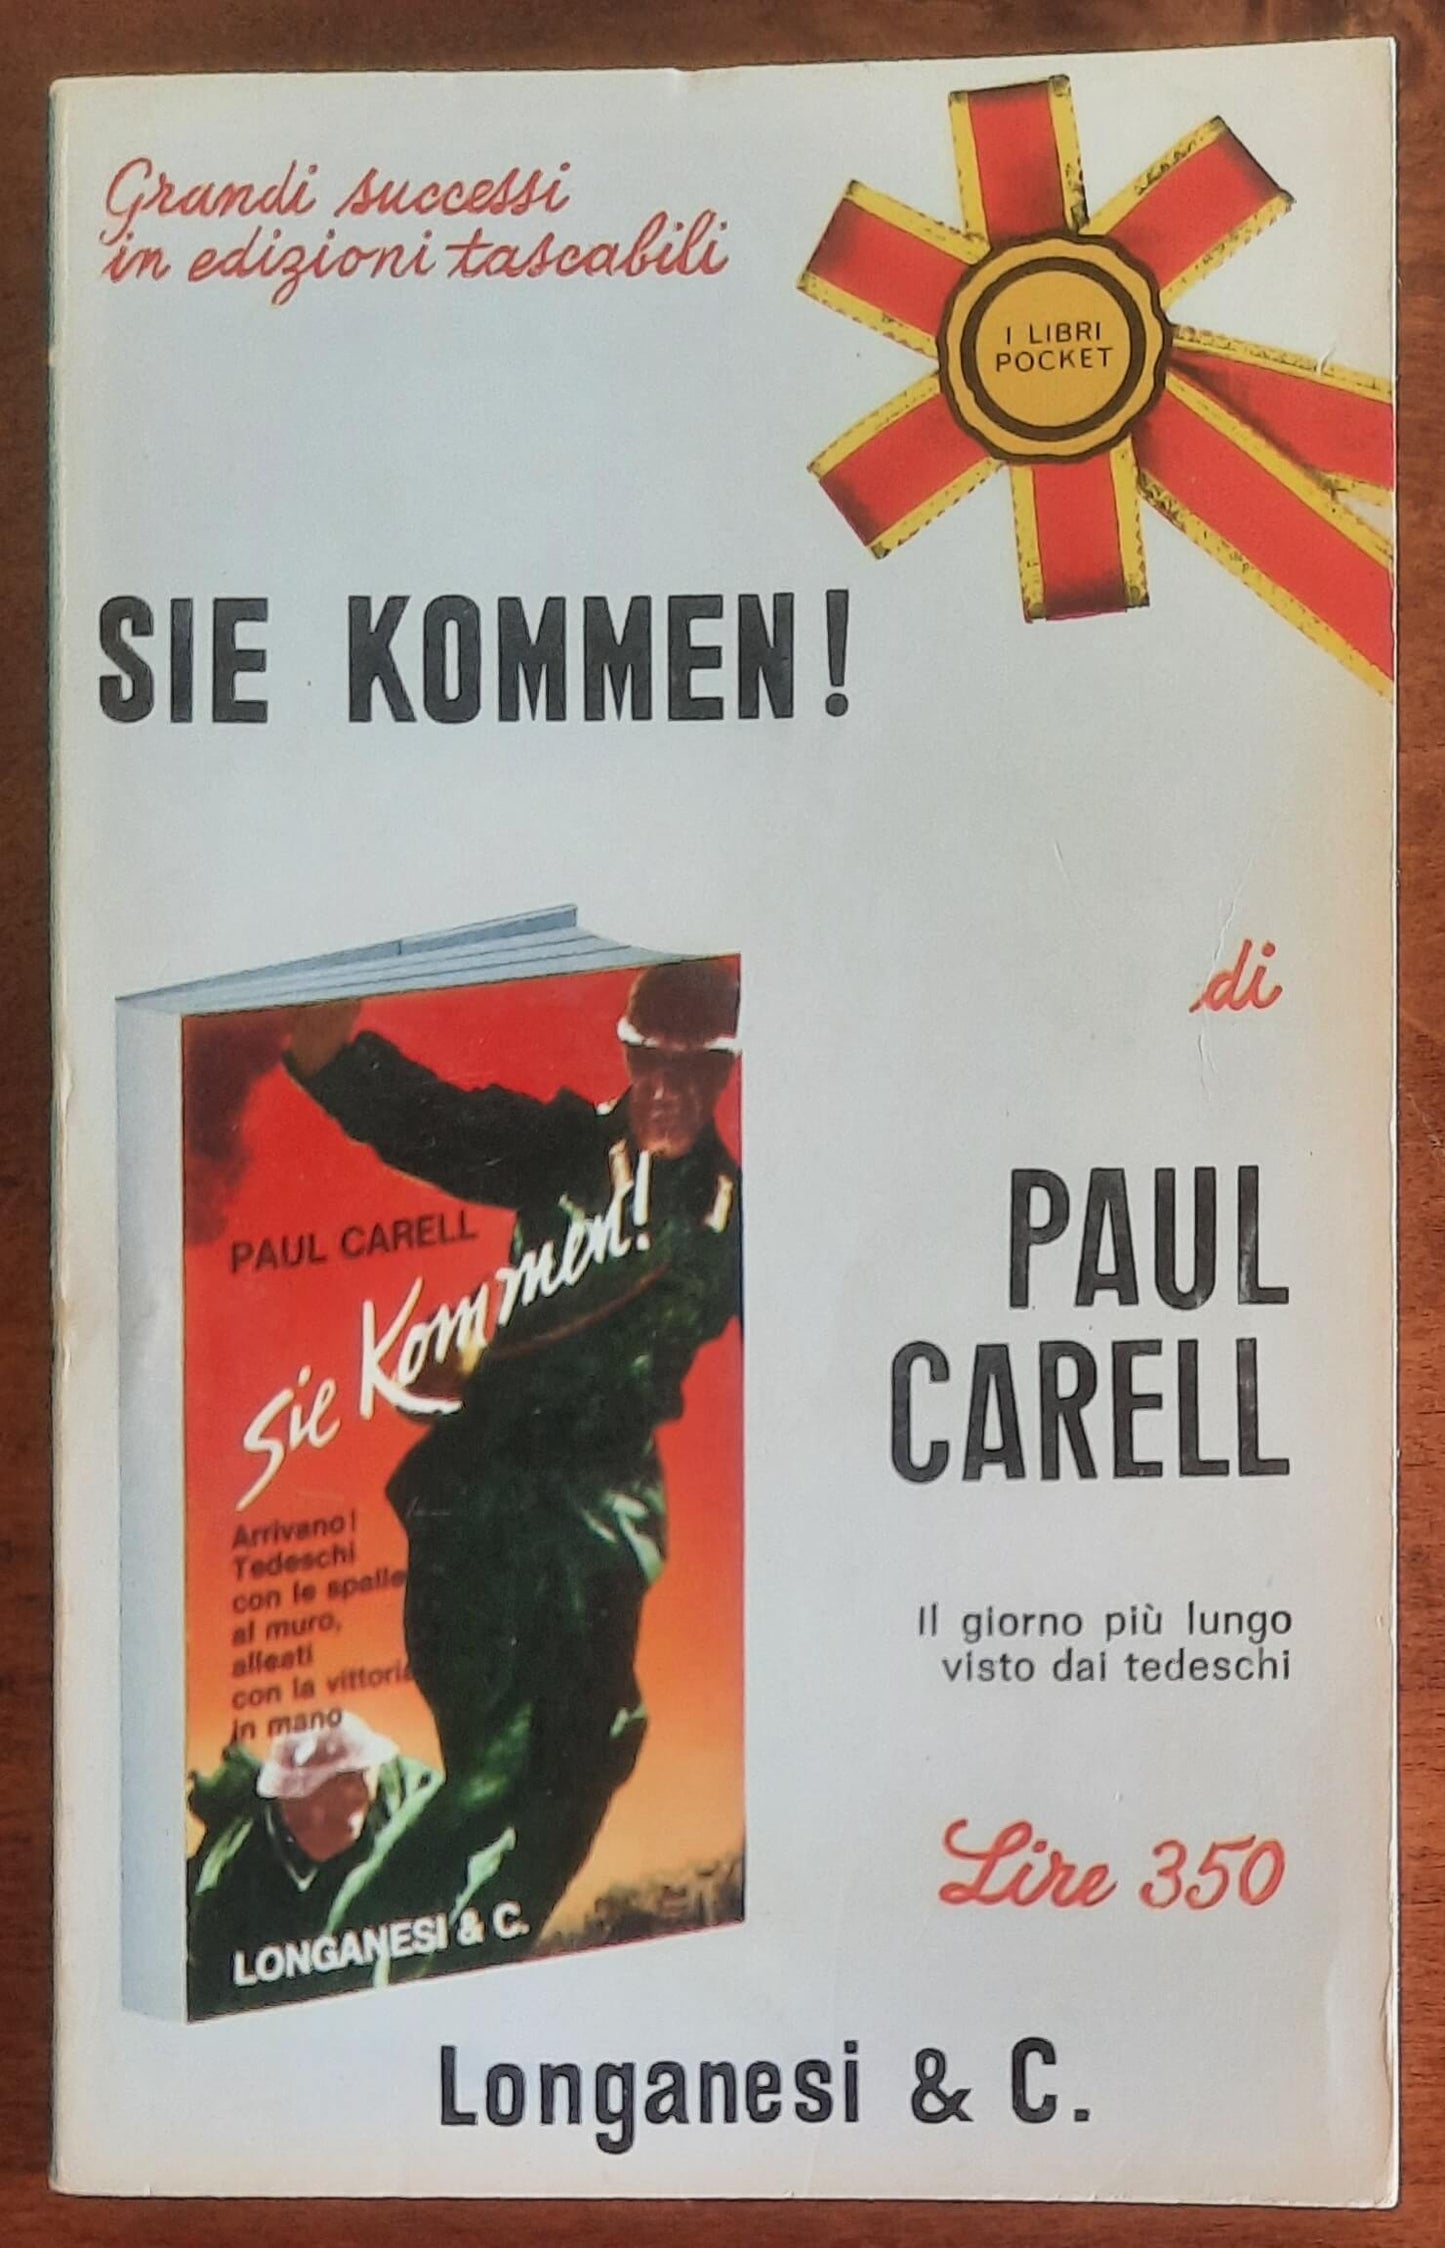 Grandi successi
in edizioni tascabili
I LIBRI
POCKET
SIE KOMMEN!
di
PAUL
CARELL
PAUL CARELL
Sie Kommen!
Arrivano!
Tedeschi
con le spalle
al muro,
alleati
con la vittoria
in mano
LONGANESI & C.
Il giorno più lungo
visto dai tedeschi
Lire 350
Longanesi & C.